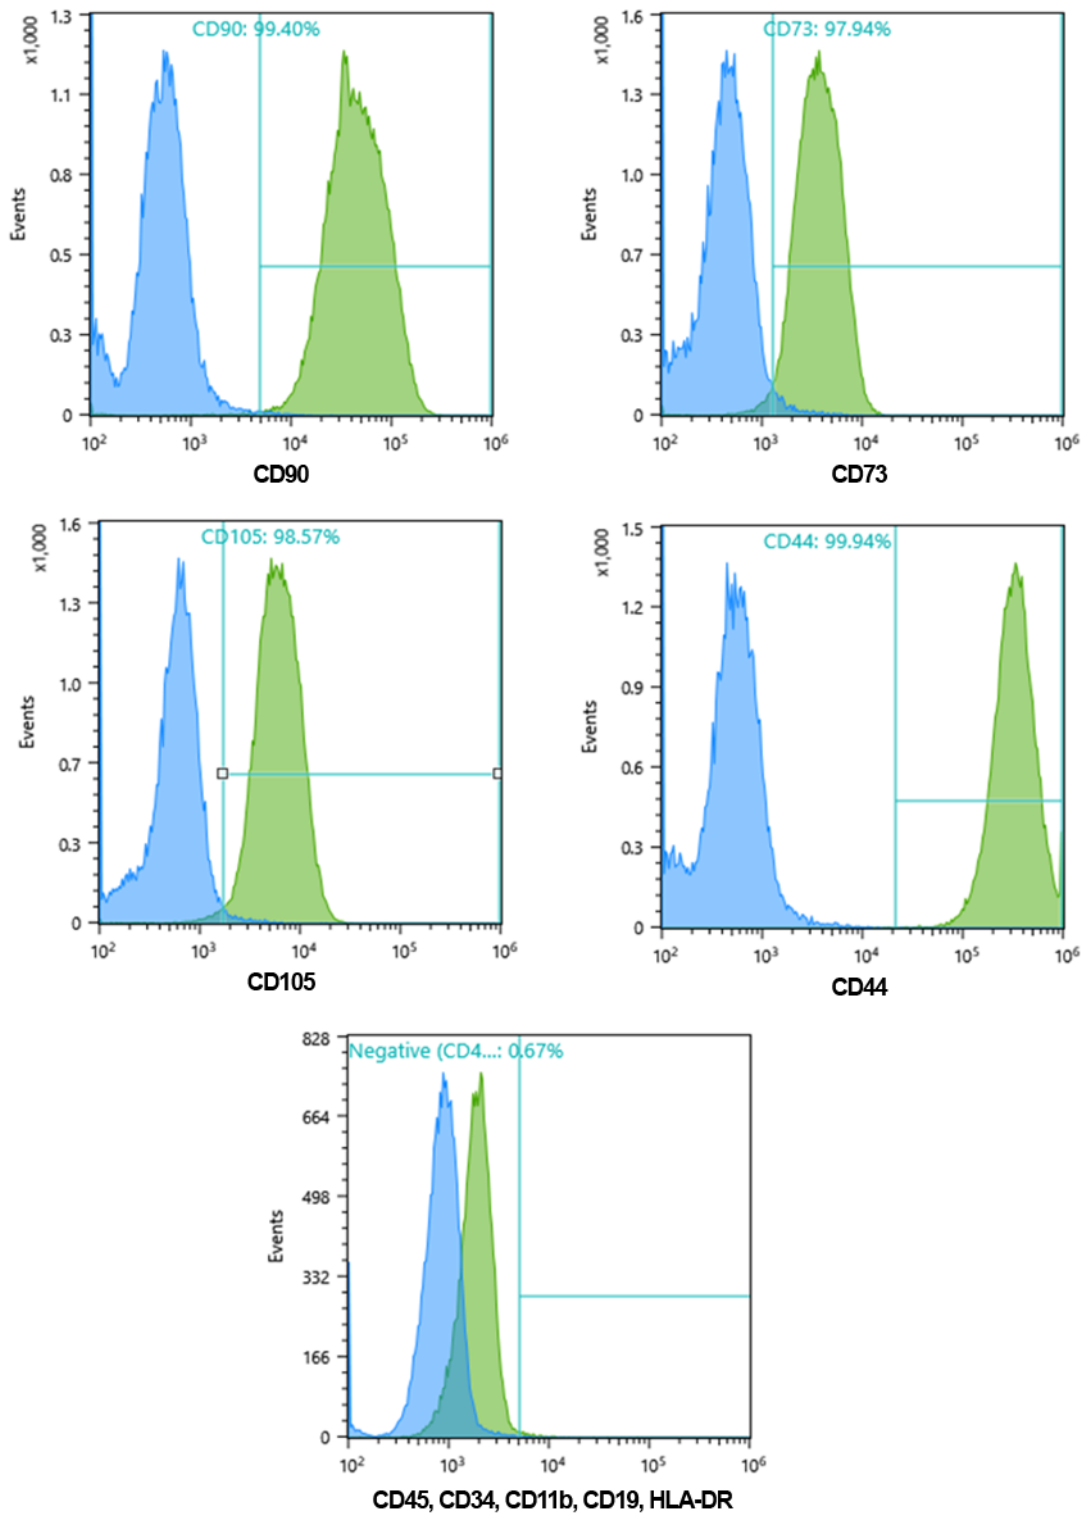 CD90: 99.40%
x1,000
1.3
1.1
0.8
0.5
0.3
0
Events
10² 10³ 10⁴ 10⁵ 10⁶
CD90
CD73: 97.94%
x1,000
1.6
1.3
1.0
0.7
0.3
0
Events
10² 10³ 10⁴ 10⁵ 10⁶
CD73
CD105: 98.57%
x1,000
1.6
1.3
1.0
0.7
0.3
0
Events
10² 10³ 10⁴ 10⁵ 10⁶
CD105
CD44: 99.94%
x1,000
1.5
1.2
0.9
0.6
0.3
0
Events
10² 10³ 10⁴ 10⁵ 10⁶
CD44
Negative (CD4...: 0.67%
828
664
498
332
166
0
Events
10² 10³ 10⁴ 10⁵ 10⁶
CD45, CD34, CD11b, CD19, HLA-DR